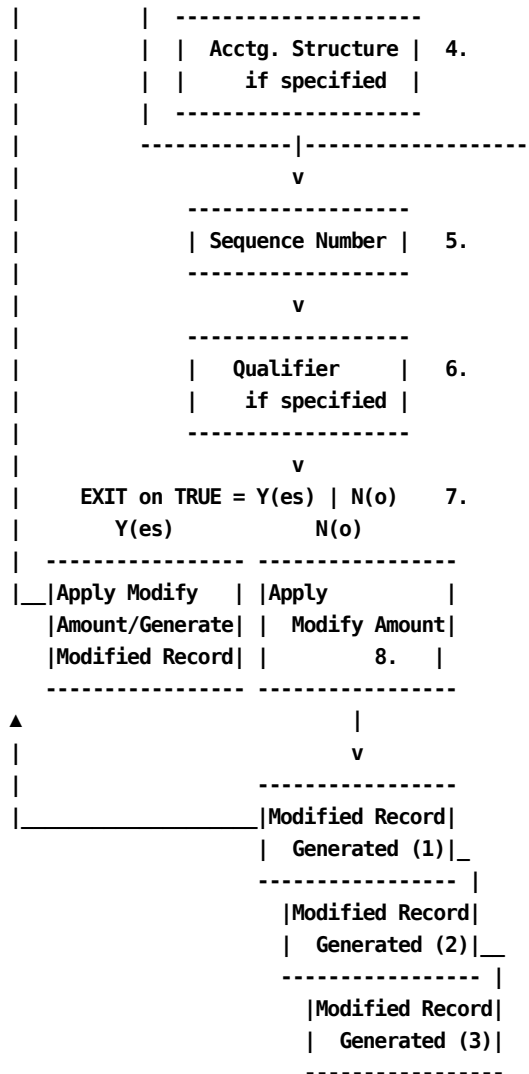 Acctg. Structure 4.
if specified
Sequence Number 5.
Qualifier 6.
if specified
EXIT on TRUE = Y(es) | N(o) 7.
Y(es) N(o)
Apply Modify | |Apply
Amount/Generate| | Modify Amount
Modified Record| | 8.
Modified Record
Generated (1)
Modified Record
Generated (2)
Modified Record
Generated (3)